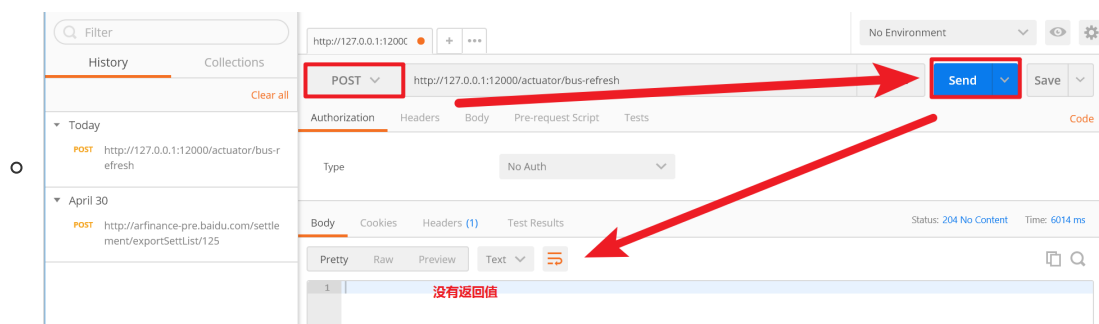 Filter
History Collections
Clear all
Today
POST http://127.0.0.1:12000/actuator/bus-r
efresh
April 30
POST http://arfinance-pre.baidu.com/settle
ment/exportSettList/125
http://127.0.0.1:1200C + •••
No Environment
POST http://127.0.0.1:12000/actuator/bus-refresh Send Save
Authorization Headers Body Pre-request Script Tests Code
Type No Auth
Body Cookies Headers (1) Test Results Status: 204 No Content Time: 6014 ms
Pretty Raw Preview Text
1 没有返回值